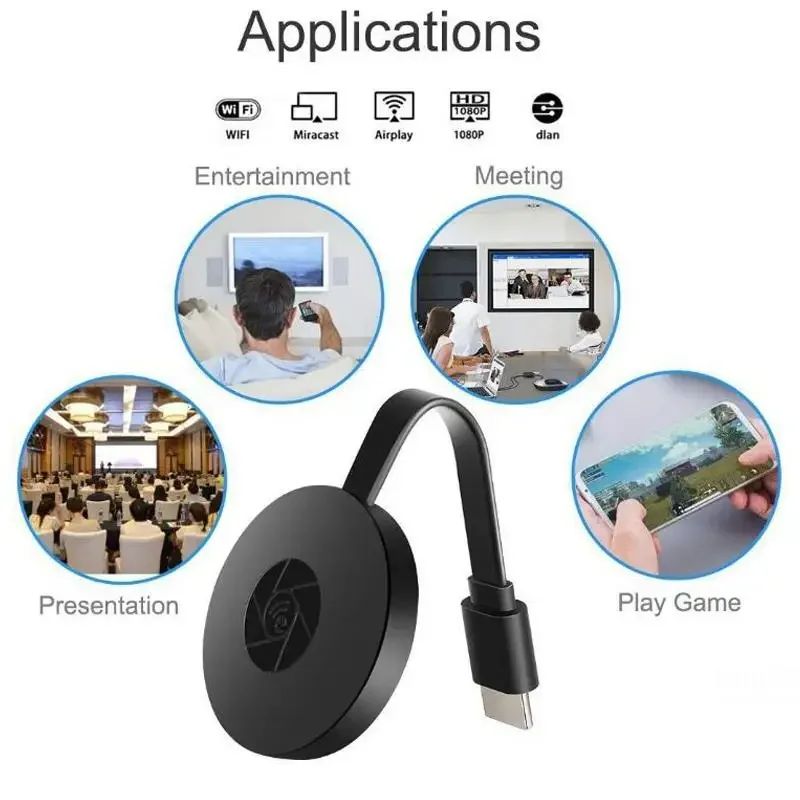 Applications
Wi Fi
HD
1080P
WIFI
Miracast
Airplay
1080P
dlan
Entertainment
Meeting
Presentation
Play Game